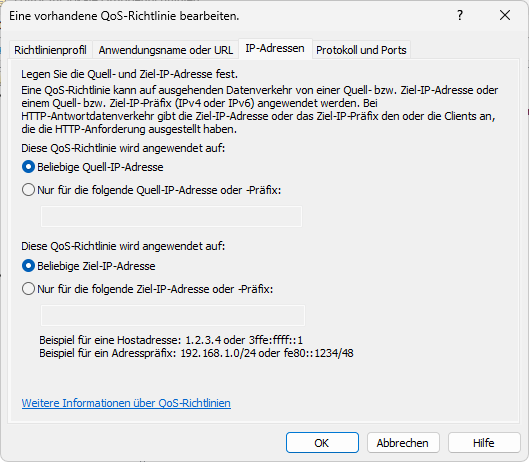 Eine vorhandene QoS-Richtlinie bearbeiten.
Richtlinienprofil Anwendungsname oder URL IP-Adressen Protokoll und Ports
Legen Sie die Quell- und Ziel-IP-Adresse fest.
Eine QoS-Richtlinie kann auf ausgehenden Datenverkehr von einer Quell- bzw. Ziel-IP-Adresse oder
einem Quell- bzw. Ziel-IP-Präfix (IPv4 oder IPv6) angewendet werden. Bei
HTTP-Antwortdatenverkehr gibt die Ziel-IP-Adresse oder das Ziel-IP-Präfix den oder die Clients an,
die die HTTP-Anforderung ausgestellt haben.
Diese QoS-Richtlinie wird angewendet auf:
Beliebige Quell-IP-Adresse
Nur für die folgende Quell-IP-Adresse oder -Präfix:
Diese QoS-Richtlinie wird angewendet auf:
Beliebige Ziel-IP-Adresse
Nur für die folgende Ziel-IP-Adresse oder -Präfix:
Beispiel für eine Hostadresse: 1.2.3.4 oder 3ffe:ffff::1
Beispiel für ein Adresspräfix: 192.168.1.0/24 oder fe80::1234/48
Weitere Informationen über QoS-Richtlinien
OK Abbrechen Hilfe